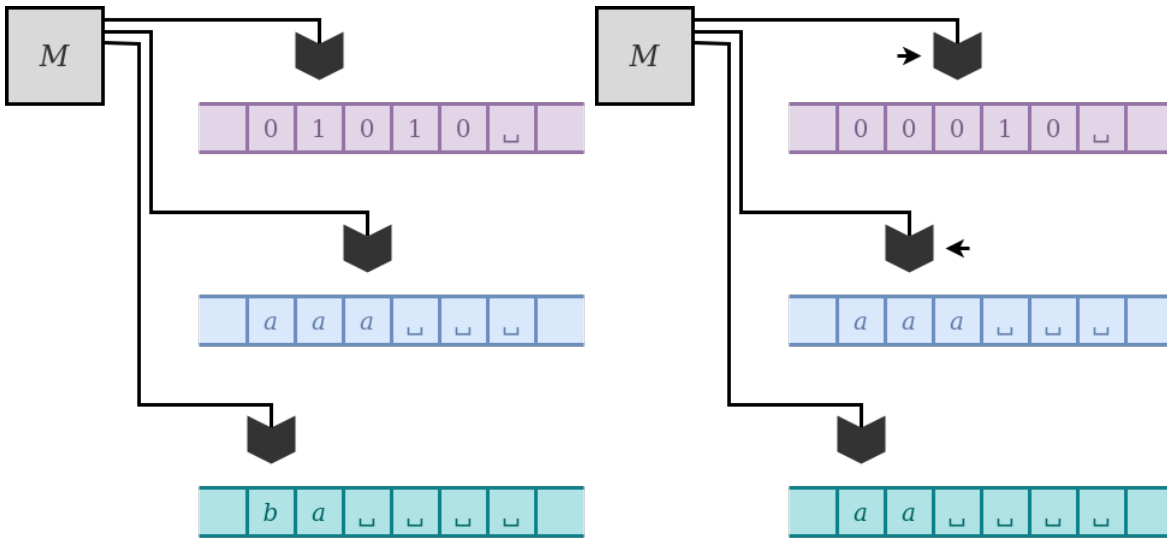 M M
0 1 0 1 0 ␣ 0 0 0 1 0 ␣
a a a ␣ ␣ ␣ a a a ␣ ␣ ␣
b a ␣ ␣ ␣ ␣ a a ␣ ␣ ␣ ␣